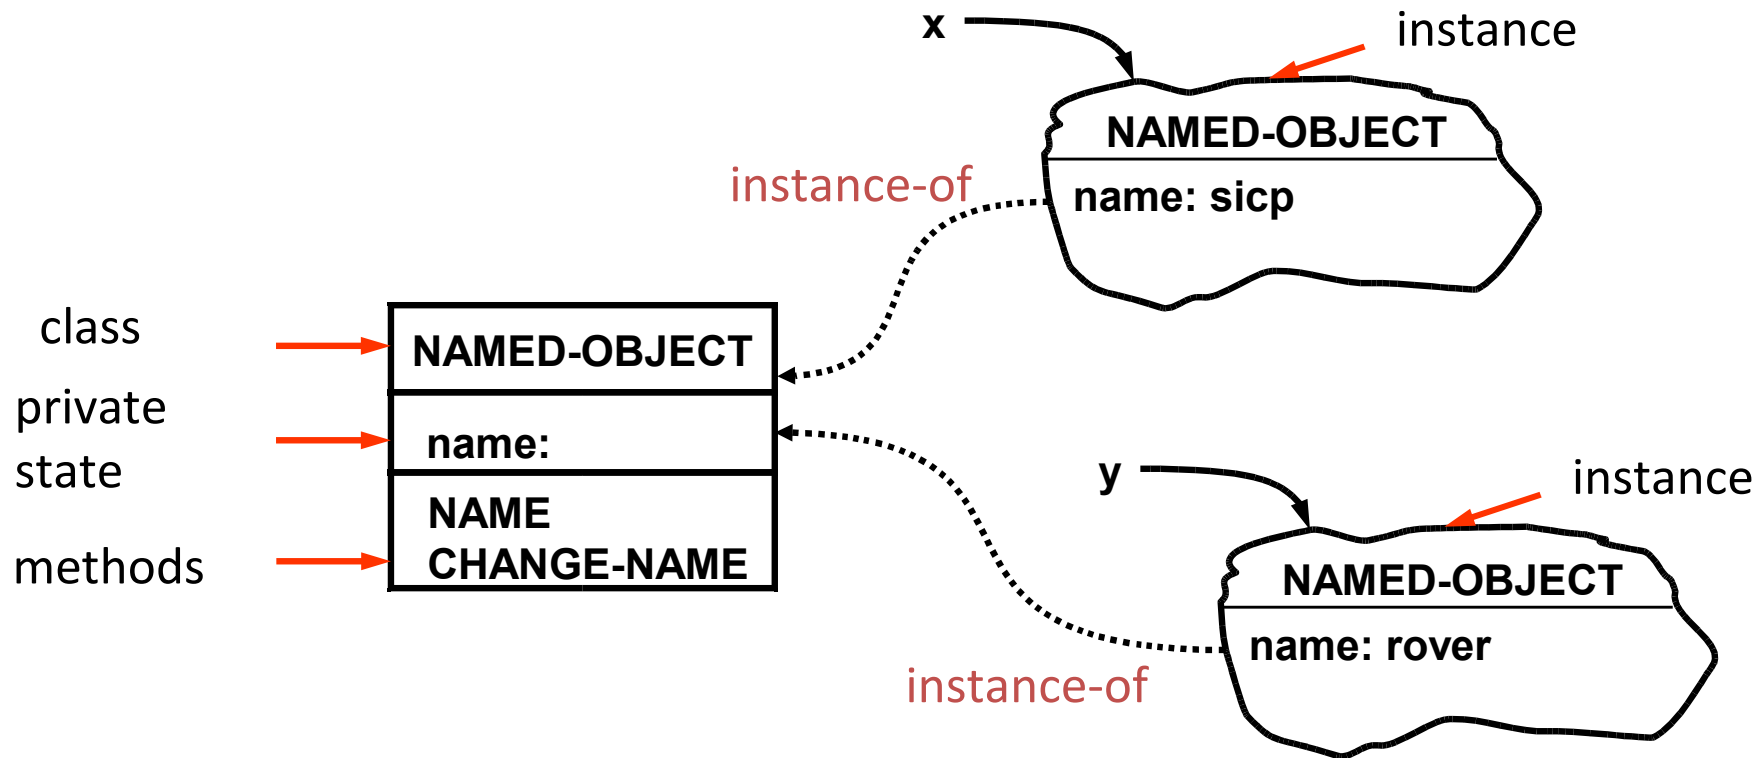 x
instance
NAMED-OBJECT
name: sicp
instance-of
class
NAMED-OBJECT
private
state
name:
methods
NAME
CHANGE-NAME
y
instance
NAMED-OBJECT
name: rover
instance-of